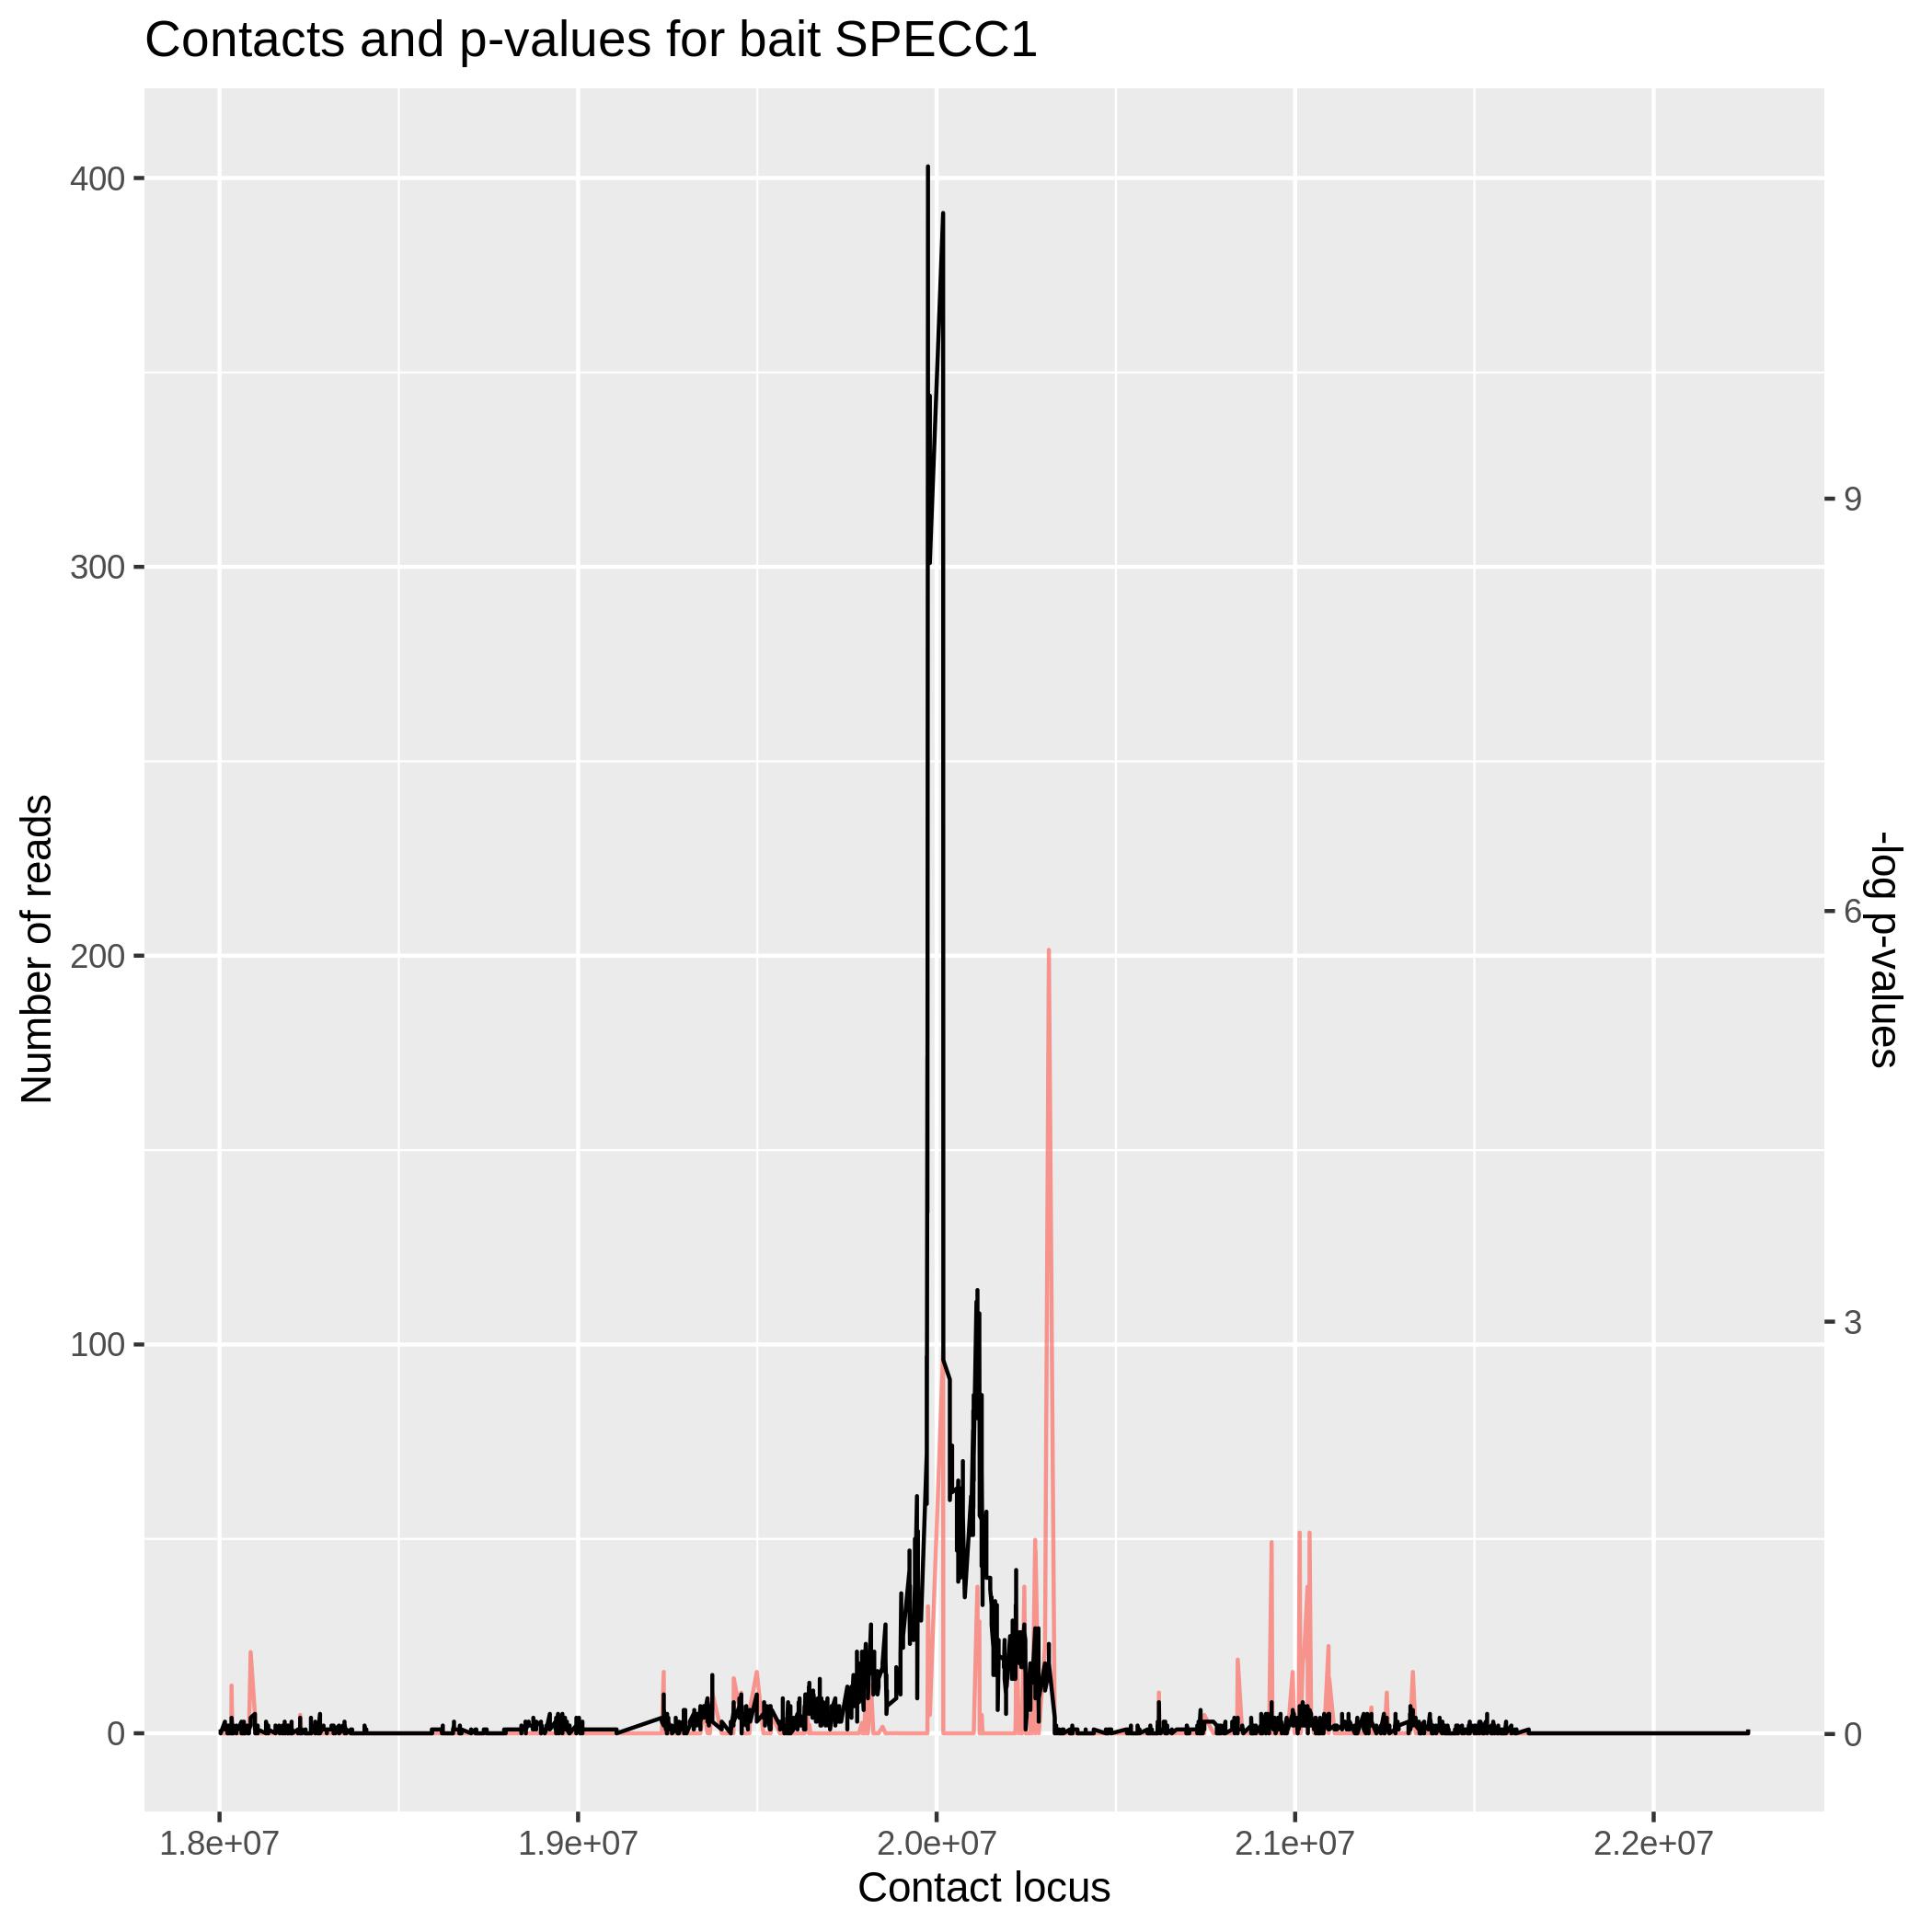 Contacts and p-values for bait SPECC1
400
300
200
100
0
Number of reads
9
6
3
0
-log p-values
1.8e+07
1.9e+07
2.0e+07
2.1e+07
2.2e+07
Contact locus